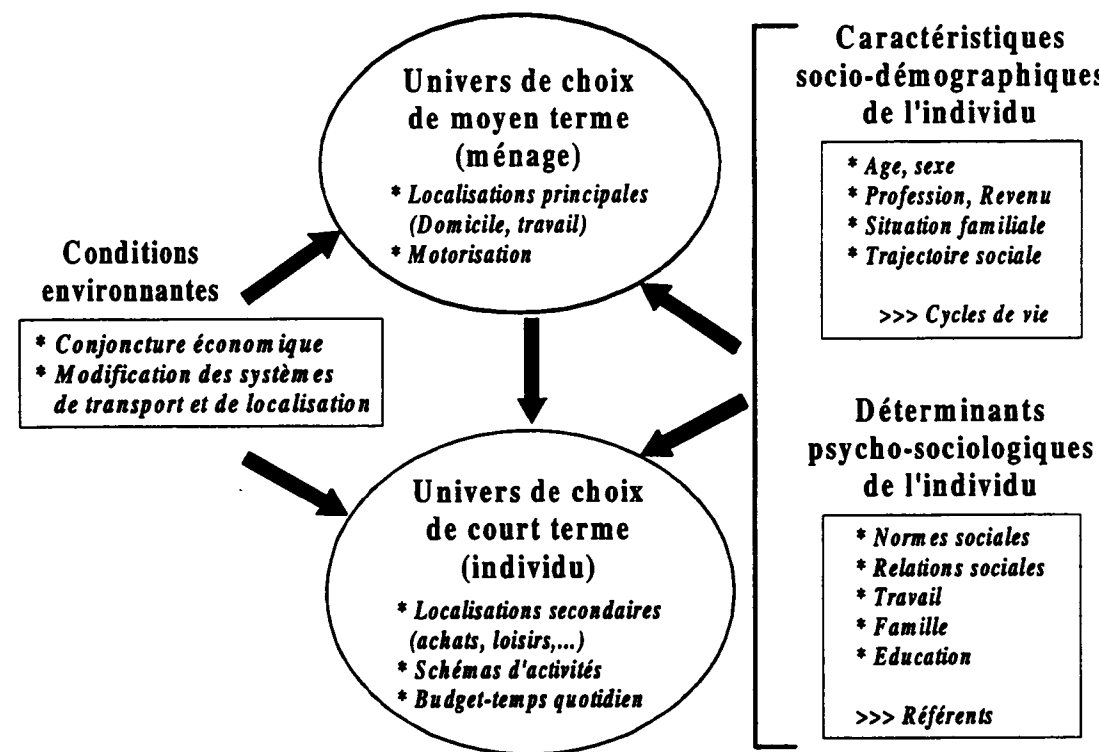 Univers de choix
de moyen terme
(ménage)
* Localisations principales
(Domicile, travail)
* Motorisation
Conditions
environnantes
* Conjoncture économique
* Modification des systèmes
de transport et de localisation
Univers de choix
de court terme
(individu)
* Localisations secondaires
(achats, loisirs,...)
* Schémas d'activités
* Budget-temps quotidien
Caractéristiques
socio-démographiques
de l'individu
* Age, sexe
* Profession, Revenu
* Situation familiale
* Trajectoire sociale
>>> Cycles de vie
Déterminants
psycho-sociologiques
de l'individu
* Normes sociales
* Relations sociales
* Travail
* Famille
* Education
>>> Référents